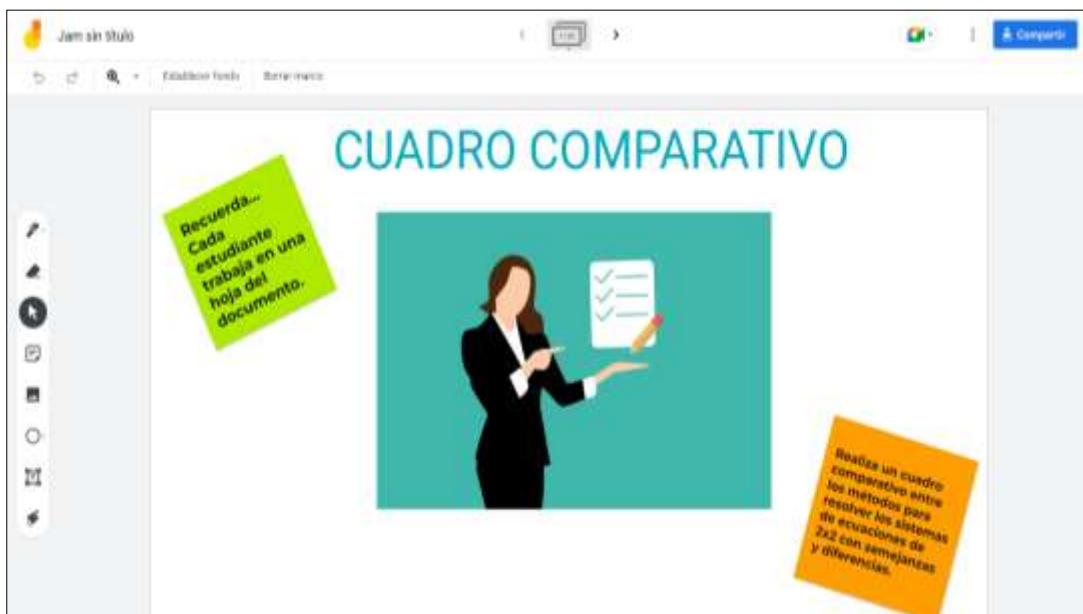 Jam sin título
Compartir
Establecer fondo Borrar marco
CUADRO COMPARATIVO
Recuerda...
Cada
estudiante
trabaja en una
hoja del
documento.
Realiza un cuadro
comparativo entre
los métodos para
resolver los sistemas
de ecuaciones de
2x2 con semejanzas
y diferencias.